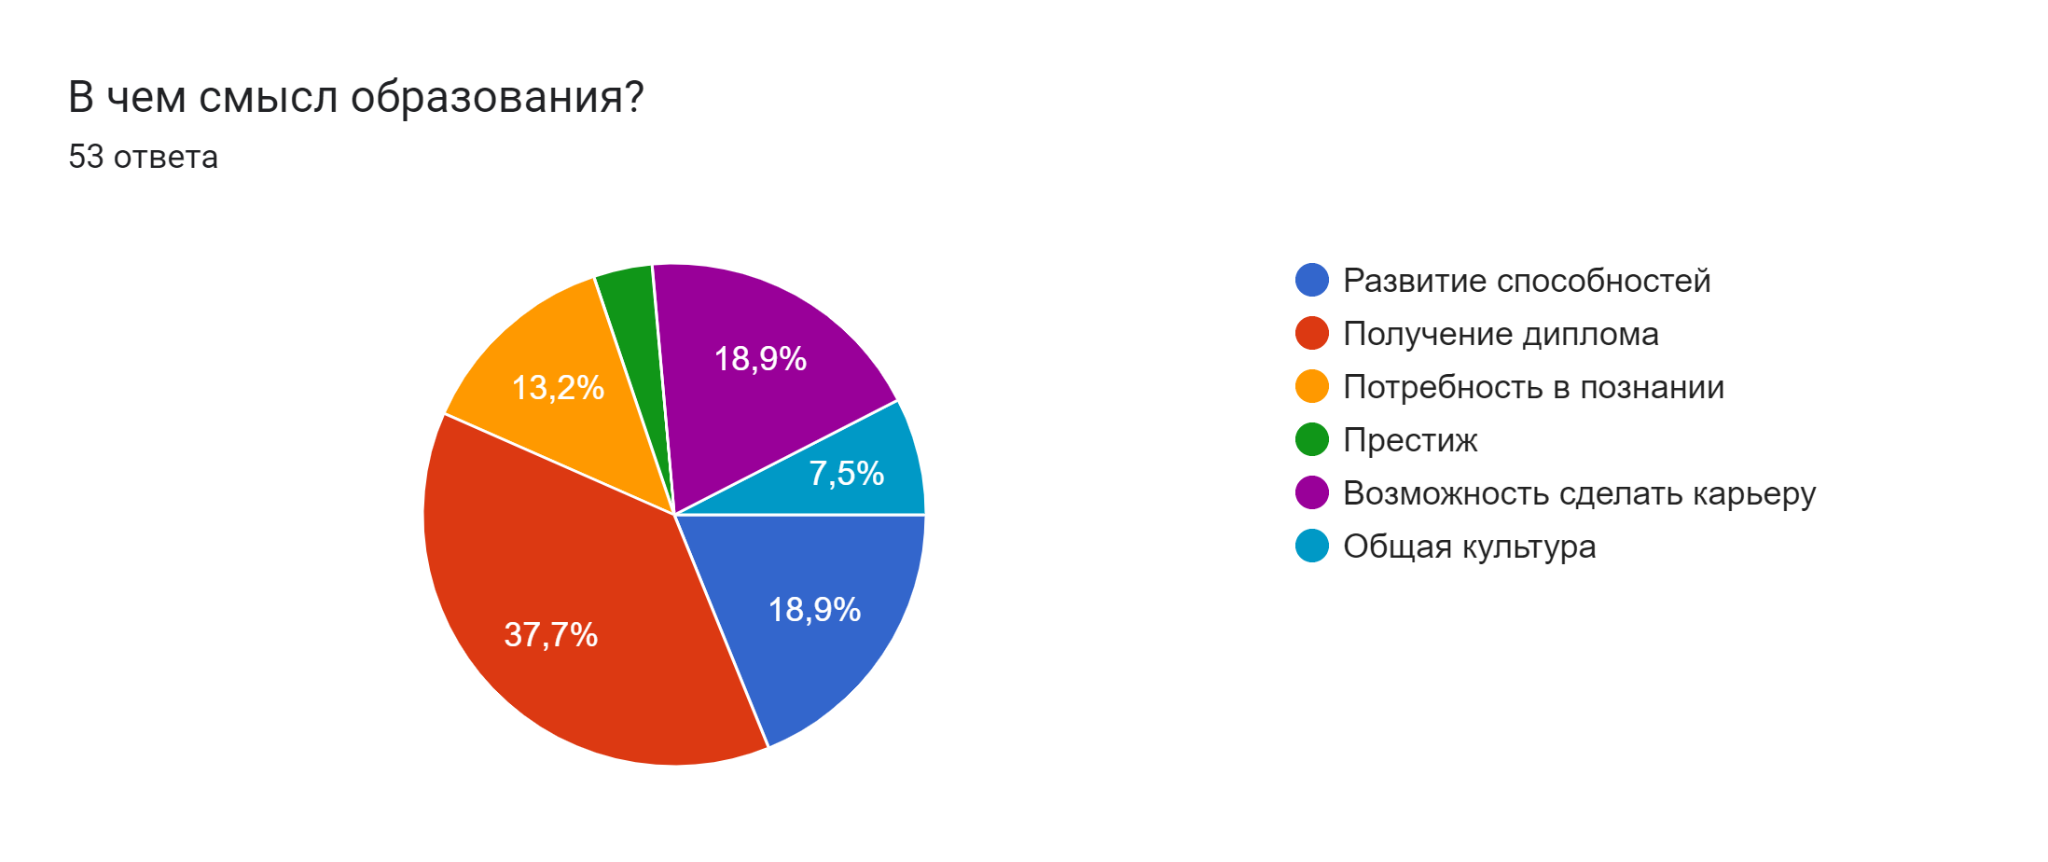 В чем смысл образования?
53 ответа
18,9%
13,2%
7,5%
18,9%
37,7%
Развитие способностей
Получение диплома
Потребность в познании
Престиж
Возможность сделать карьеру
Общая культура